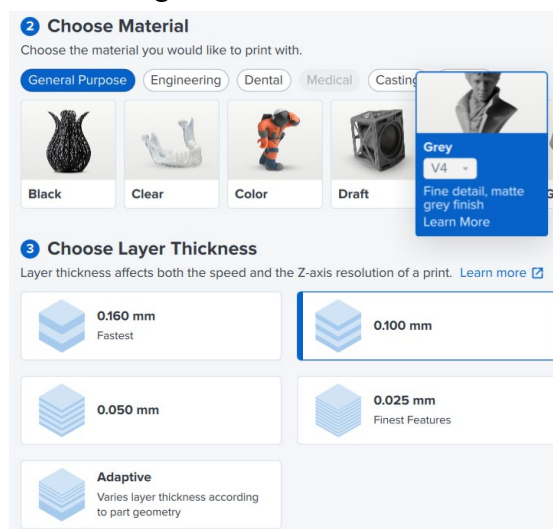 2 Choose Material
Choose the material you would like to print with.
General Purpose Engineering Dental Medical Casting
Black Clear Color Draft
Grey
V4
Fine detail, matte
grey finish
Learn More
3 Choose Layer Thickness
Layer thickness affects both the speed and the Z-axis resolution of a print. Learn more
0.160 mm
Fastest
0.100 mm
0.050 mm
0.025 mm
Finest Features
Adaptive
Varies layer thickness according
to part geometry